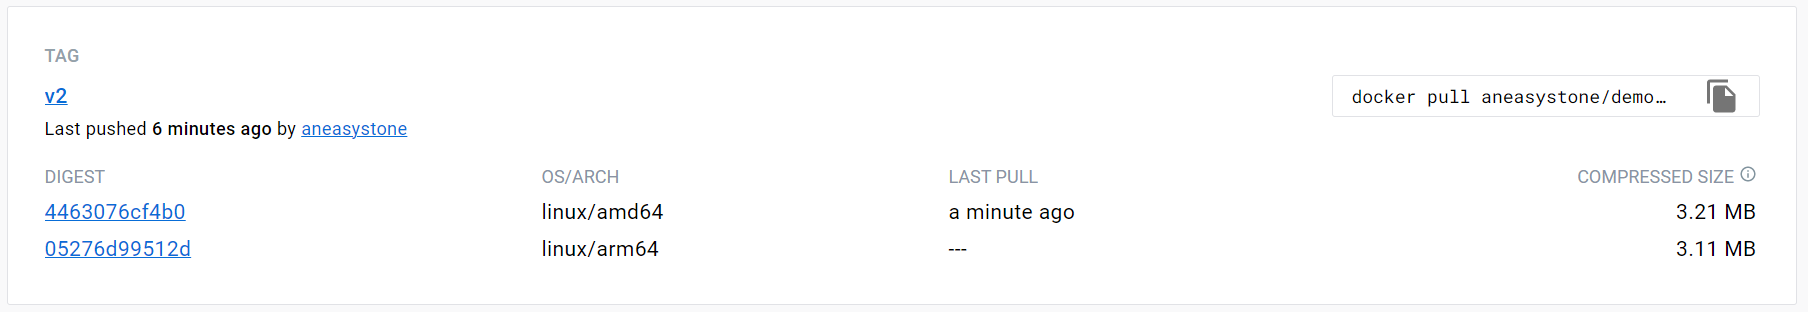 TAG
v2
docker pull aneasystone/demo…
Last pushed 6 minutes ago by aneasystone
DIGEST OS/ARCH LAST PULL COMPRESSED SIZE
4463076cf4b0 linux/amd64 a minute ago 3.21 MB
05276d99512d linux/arm64 --- 3.11 MB